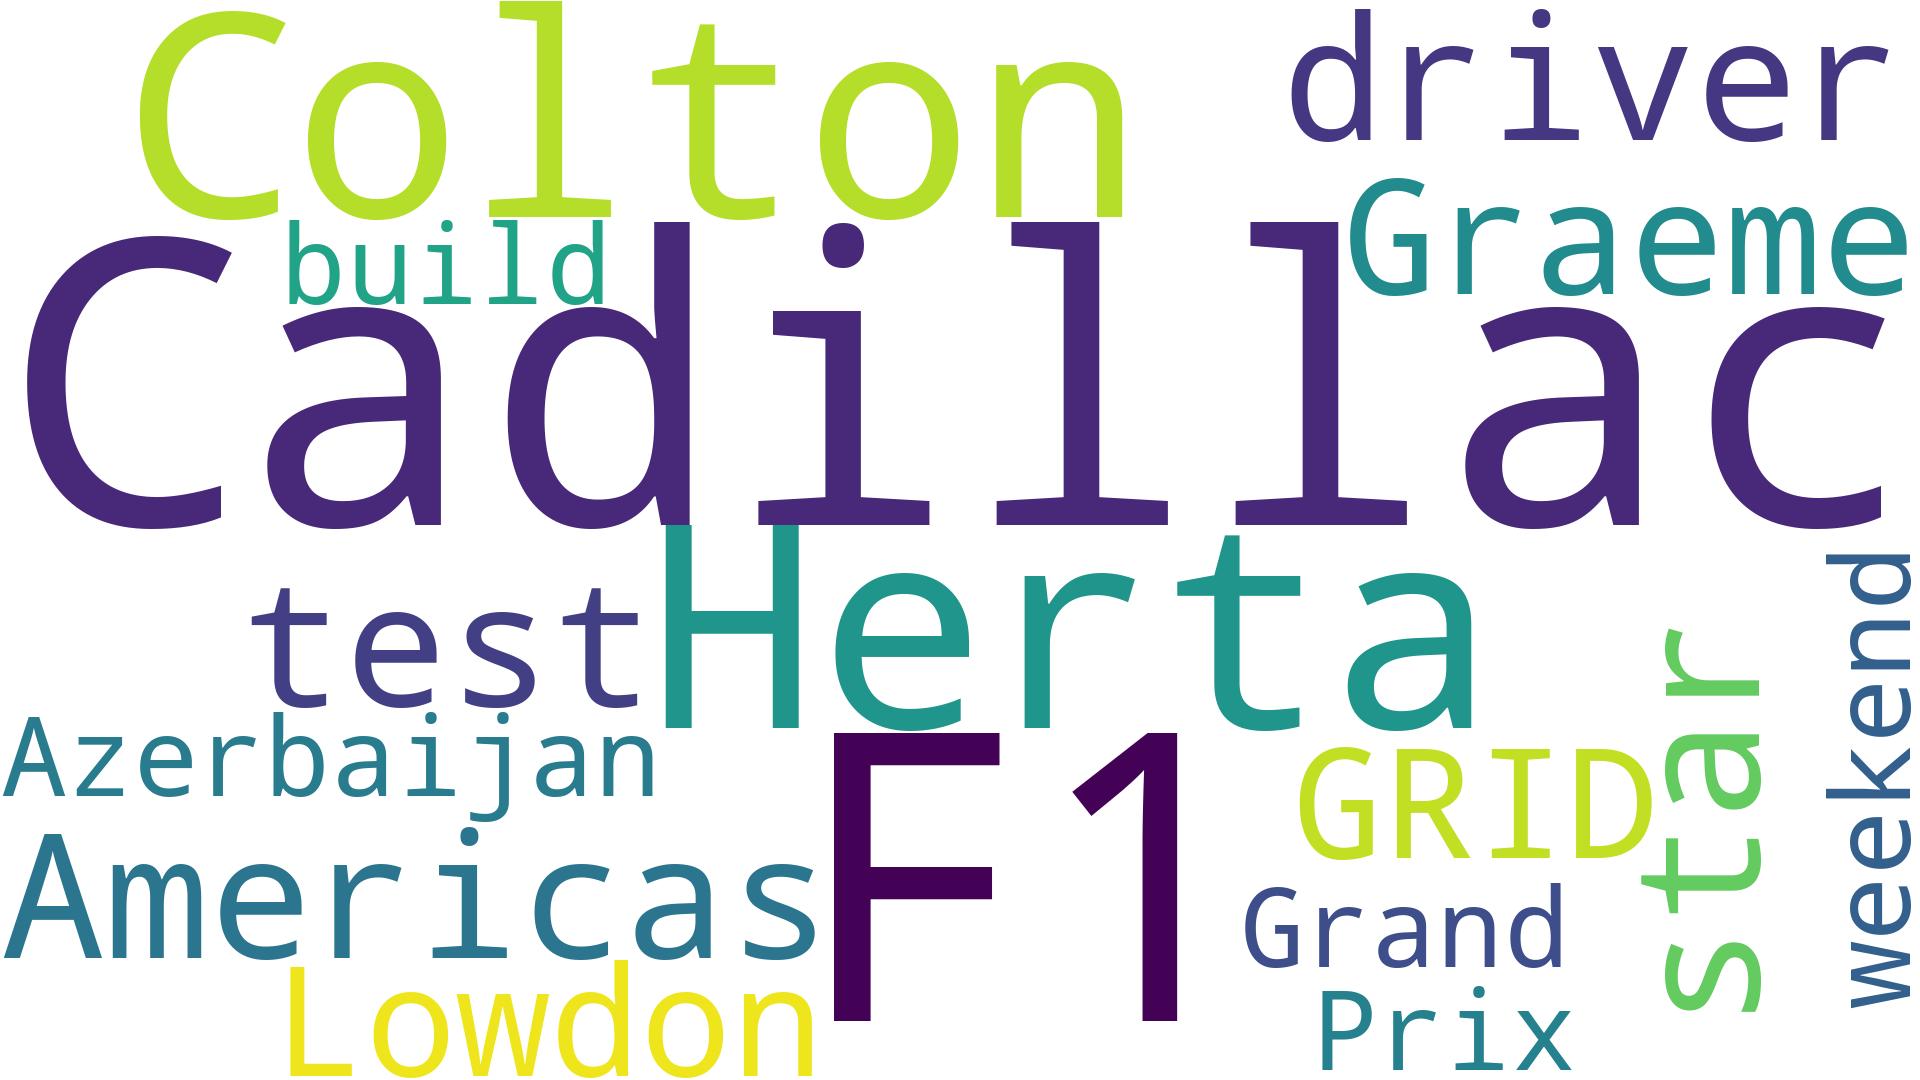 Colton
driver
Graeme
build
Cadillac
test
Herta
Azerbaijan
F1
GRID
star
weekend
Americas
Grand
Lowdon
Prix